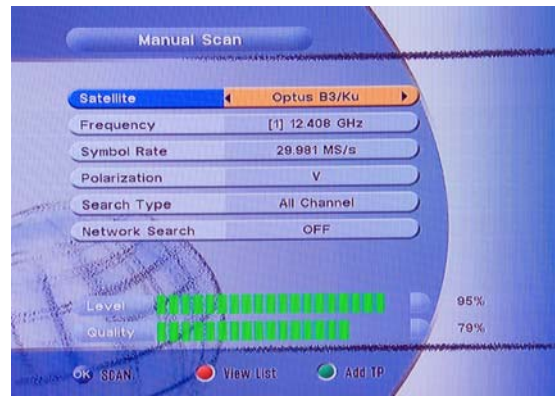 Manual Scan
Satellite Optus B3/Ku
Frequency [1] 12.408 GHz
Symbol Rate 29.981 MS/s
Polarization V
Search Type All Channel
Network Search OFF
Level 95%
Quality 79%
OK SCAN View List Add TP